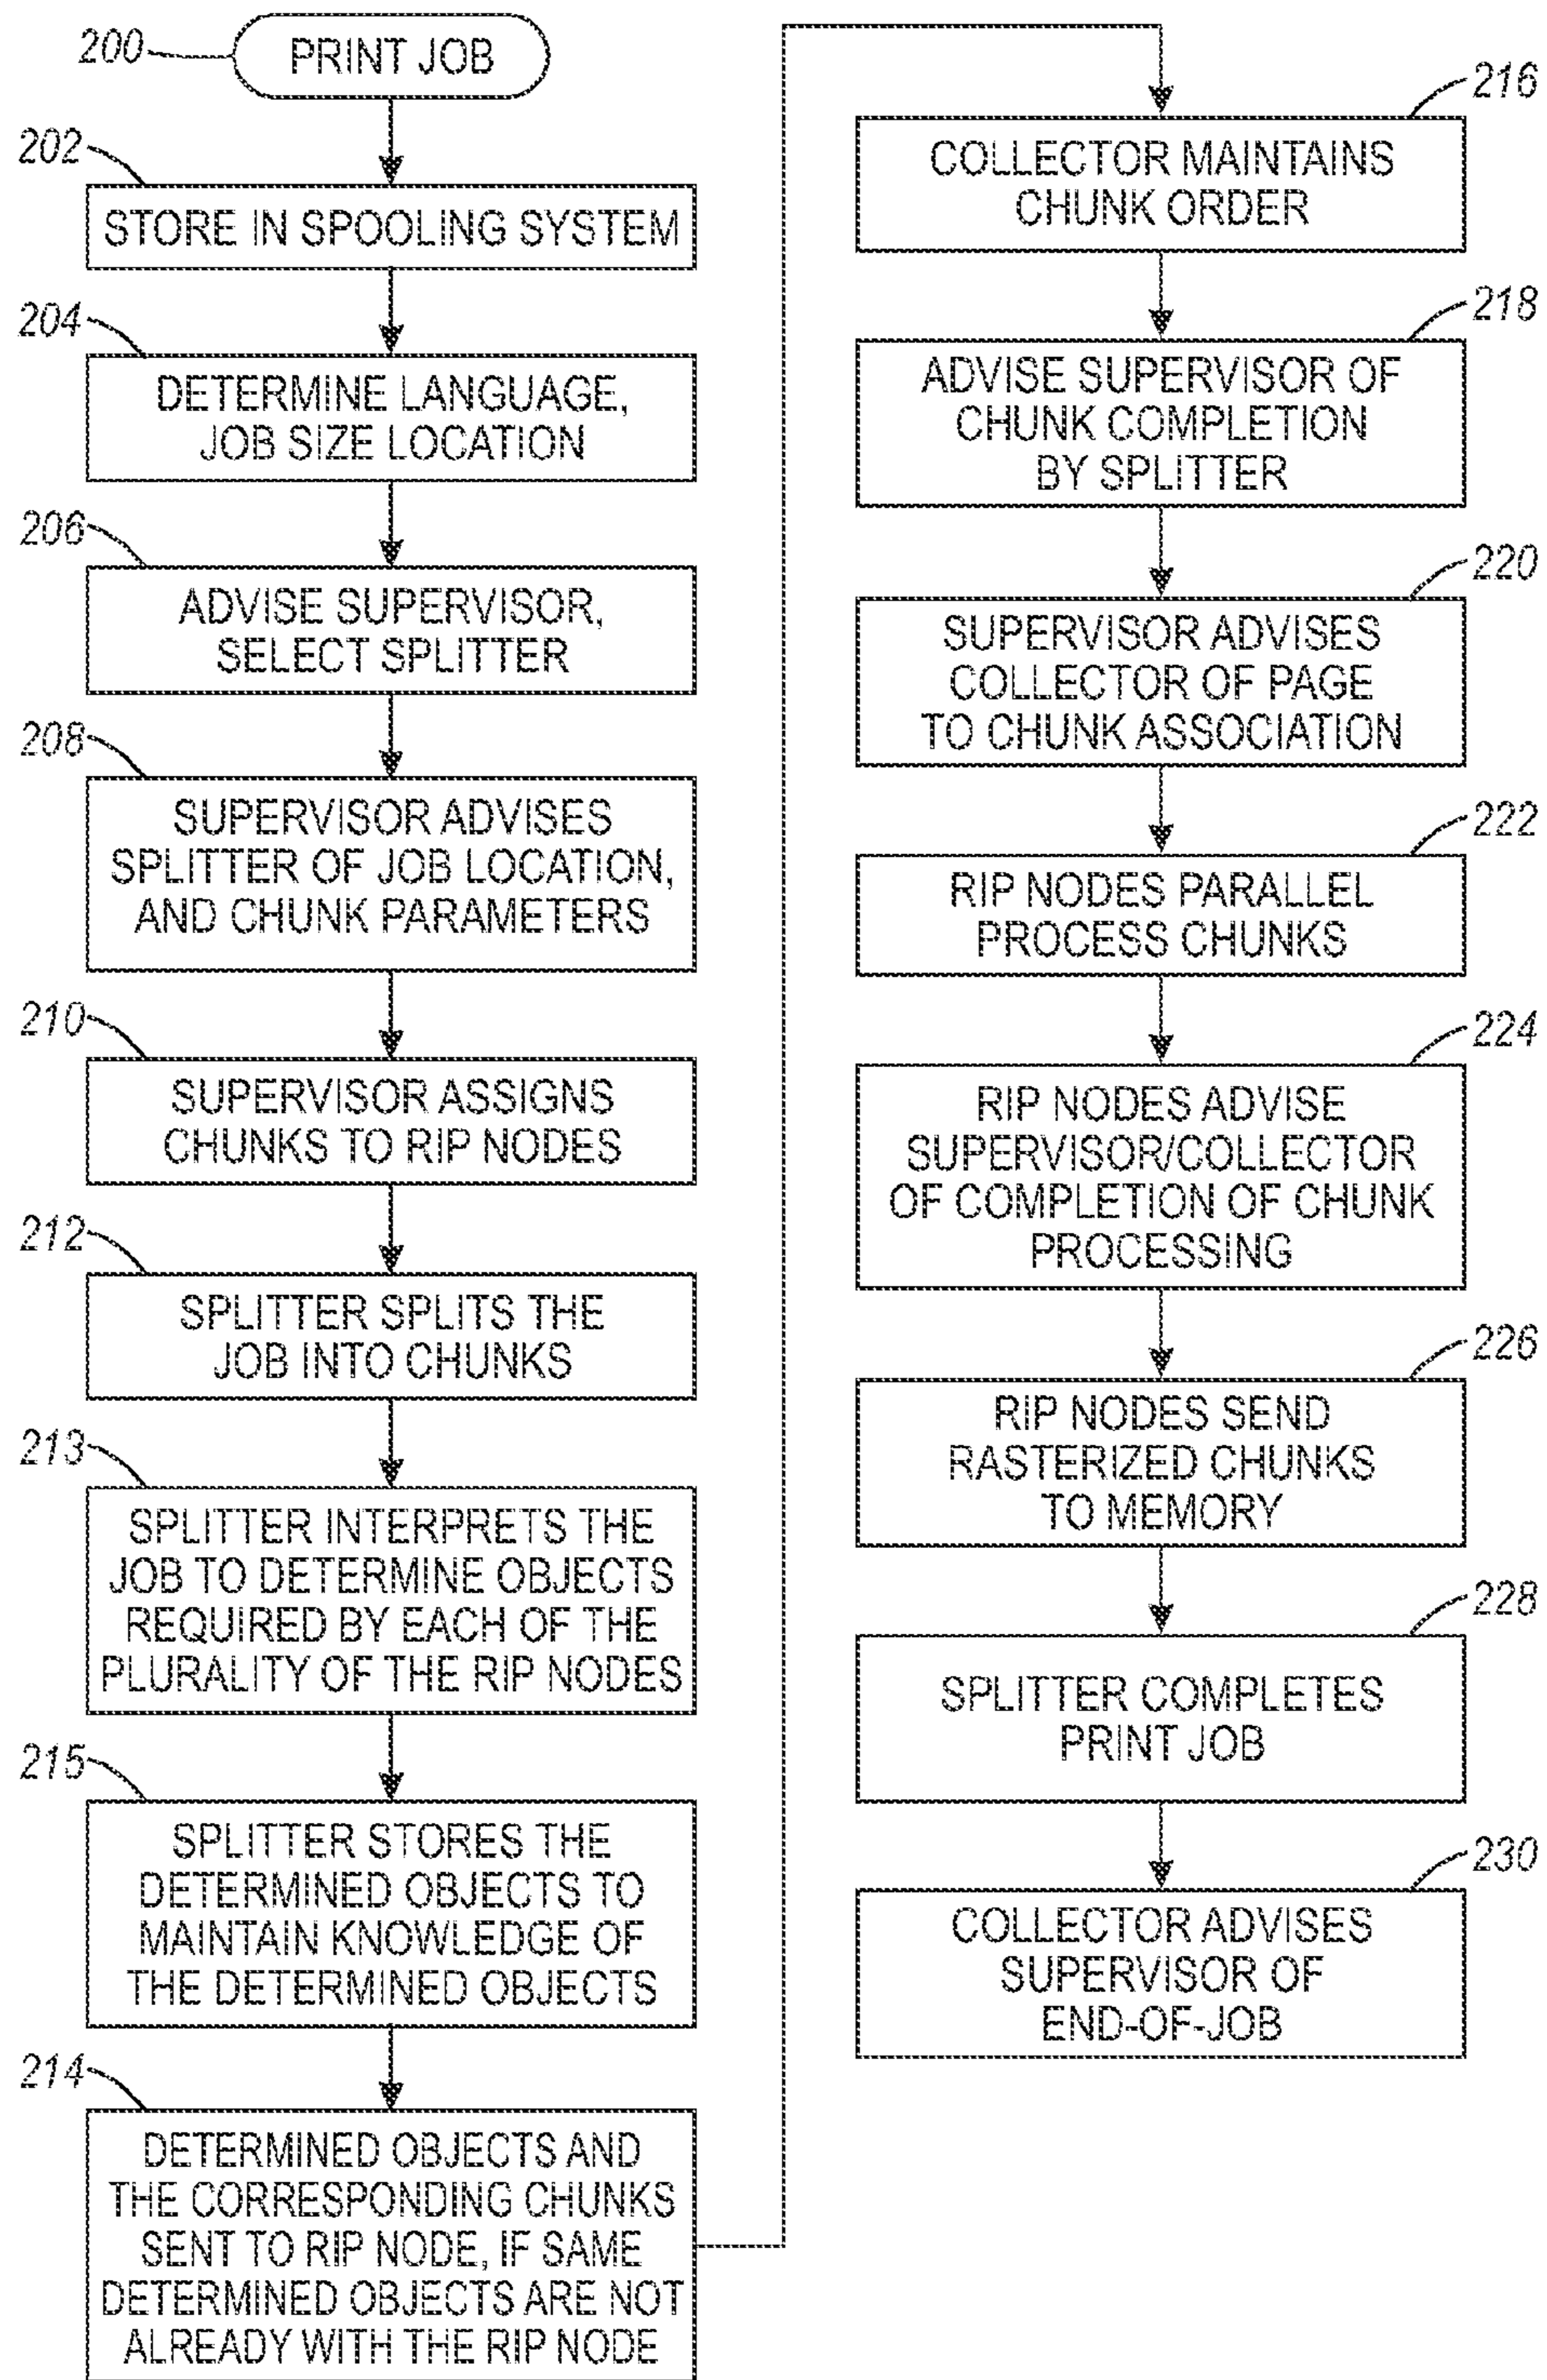 200
PRINT JOB
202
STORE IN SPOOLING SYSTEM
204
DETERMINE LANGUAGE,
JOB SIZE LOCATION
206
ADVISE SUPERVISOR,
SELECT SPLITTER
208
SUPERVISOR ADVISES
SPLITTER OF JOB LOCATION,
AND CHUNK PARAMETERS
210
SUPERVISOR ASSIGNS
CHUNKS TO RIP NODES
212
SPLITTER SPLITS THE
JOB INTO CHUNKS
213
SPLITTER INTERPRETS THE
JOB TO DETERMINE OBJECTS
REQUIRED BY EACH OF THE
PLURALITY OF THE RIP NODES
215
SPLITTER STORES THE
DETERMINED OBJECTS TO
MAINTAIN KNOWLEDGE OF
THE DETERMINED OBJECTS
214
DETERMINED OBJECTS AND
THE CORRESPONDING CHUNKS
SENT TO RIP NODE, IF SAME
DETERMINED OBJECTS ARE NOT
ALREADY WITH THE RIP NODE
216
COLLECTOR MAINTAINS
CHUNK ORDER
218
ADVISE SUPERVISOR OF
CHUNK COMPLETION
BY SPLITTER
220
SUPERVISOR ADVISES
COLLECTOR OF PAGE
TO CHUNK ASSOCIATION
222
RIP NODES PARALLEL
PROCESS CHUNKS
224
RIP NODES ADVISE
SUPERVISOR/COLLECTOR
OF COMPLETION OF CHUNK
PROCESSING
226
RIP NODES SEND
RASTERIZED CHUNKS
TO MEMORY
228
SPLITTER COMPLETES
PRINT JOB
230
COLLECTOR ADVISES
SUPERVISOR OF
END-OF-JOB